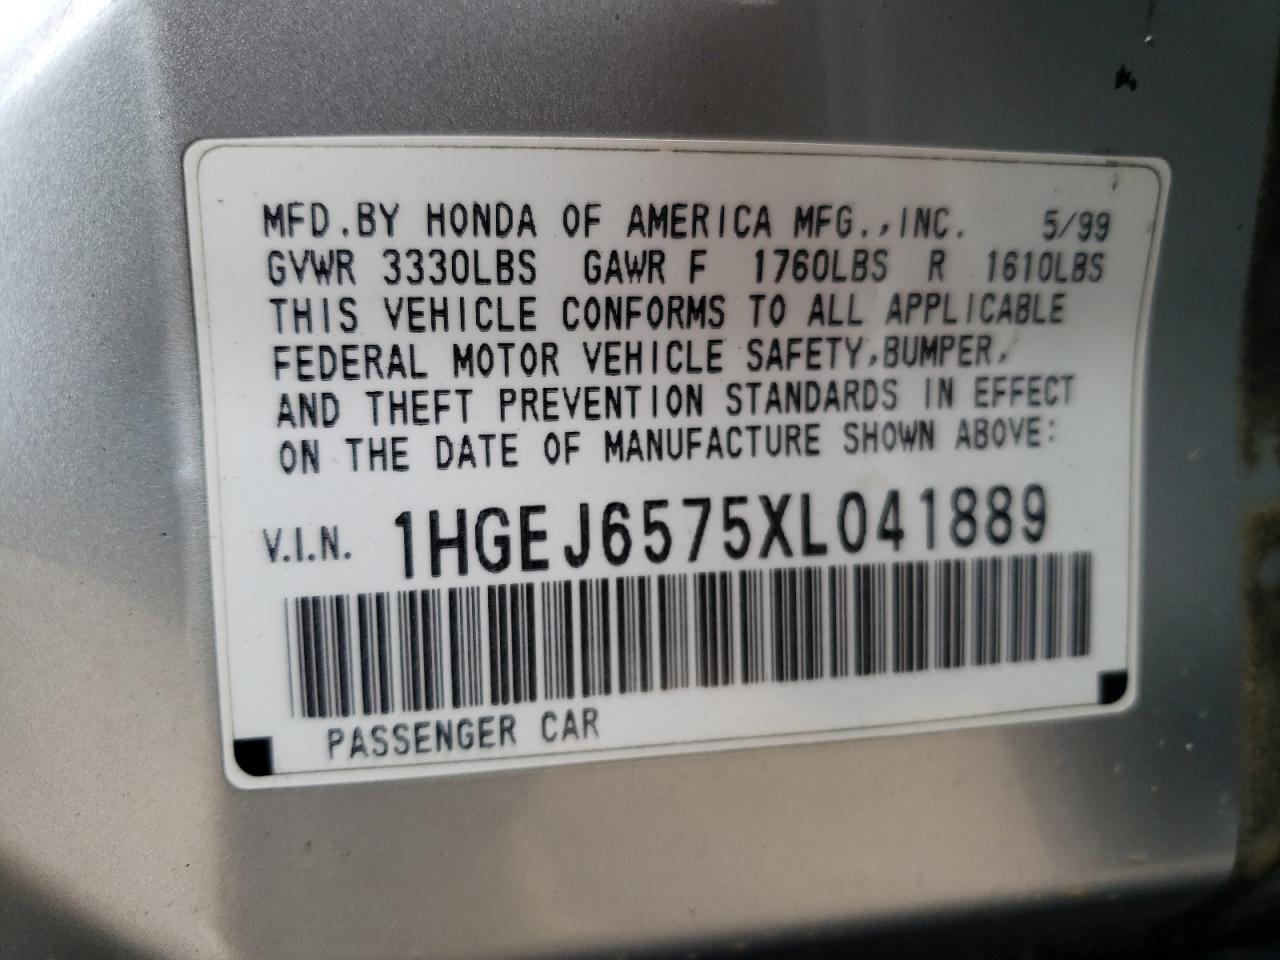 MFD.BY HONDA OF AMERICA MFG.,INC. 5/99
GVWR 3330LBS GAWR F 1760LBS R 1610LBS
THIS VEHICLE CONFORMS TO ALL APPLICABLE
FEDERAL MOTOR VEHICLE SAFETY,BUMPER,
AND THEFT PREVENTION STANDARDS IN EFFECT
ON THE DATE OF MANUFACTURE SHOWN ABOVE:
V.I.N. 1HGEJ6575XL041889
PASSENGER CAR